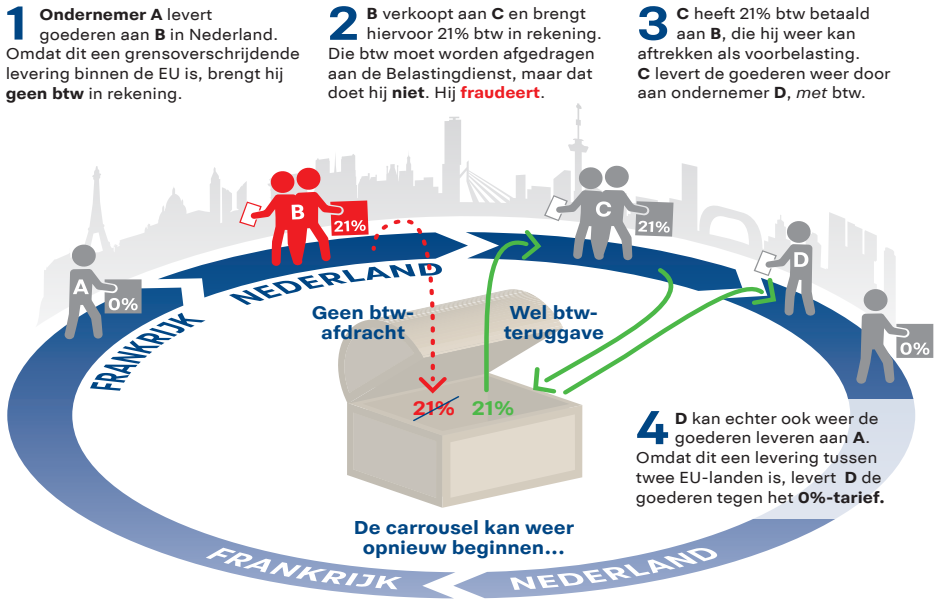 1 Ondernemer A levert
goederen aan B in Nederland.
Omdat dit een grensoverschrijdende
levering binnen de EU is, brengt hij
geen btw in rekening.
2 B verkoopt aan C en brengt
hiervoor 21% btw in rekening.
Die btw moet worden afgedragen
aan de Belastingdienst, maar dat
doet hij niet. Hij fraudeert.
3 C heeft 21% btw betaald
aan B, die hij weer kan
aftrekken als voorbelasting.
C levert de goederen weer door
aan ondernemer D, met btw.
A
0%
B
21%
C
21%
D
0%
FRANKRIJK
NEDERLAND
Geen btw-
afdracht
Wel btw-
teruggave
21%
21%
4 D kan echter ook weer de
goederen leveren aan A.
Omdat dit een levering tussen
twee EU-landen is, levert D de
goederen tegen het 0%-tarief.
De carrousel kan weer
opnieuw beginnen...
FRANKRIJK
NEDERLAND